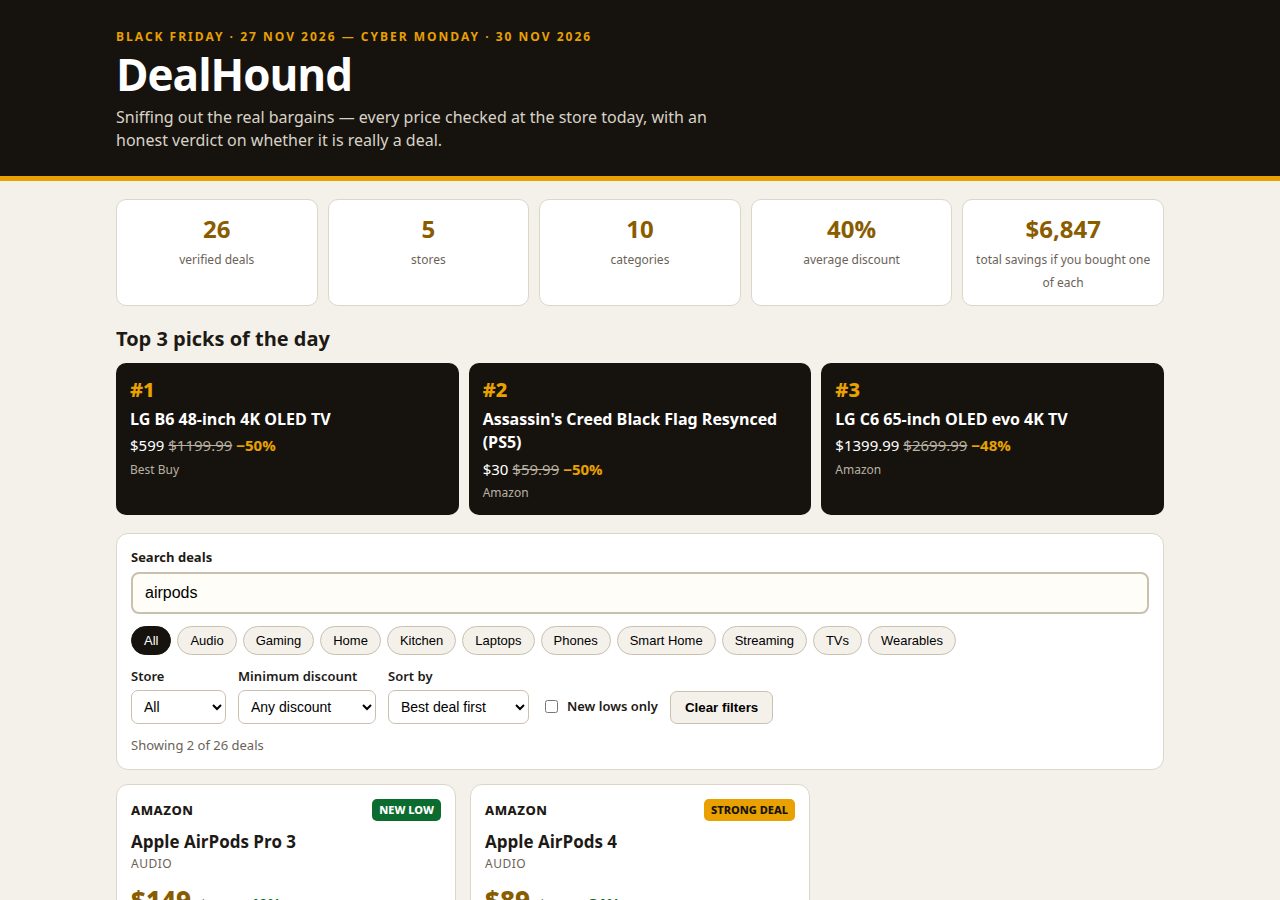 BLACK FRIDAY · 27 NOV 2026 — CYBER MONDAY · 30 NOV 2026
DealHound
Sniffing out the real bargains — every price checked at the store today, with an
honest verdict on whether it is really a deal.
26
verified deals
5
stores
10
categories
40%
average discount
$6,847
total savings if you bought one
of each
Top 3 picks of the day
#1
LG B6 48-inch 4K OLED TV
$599 $1199.99 −50%
Best Buy
#2
Assassin's Creed Black Flag Resynced
(PS5)
$30 $59.99 −50%
Amazon
#3
LG C6 65-inch OLED evo 4K TV
$1399.99 $2699.99 −48%
Amazon
Search deals
airpods
All Audio Gaming Home Kitchen Laptops Phones Smart Home Streaming TVs Wearables
Store Minimum discount Sort by
All Any discount Best deal first New lows only Clear filters
Showing 2 of 26 deals
AMAZON NEW LOW
Apple AirPods Pro 3
AUDIO
$149
AMAZON STRONG DEAL
Apple AirPods 4
AUDIO
$89